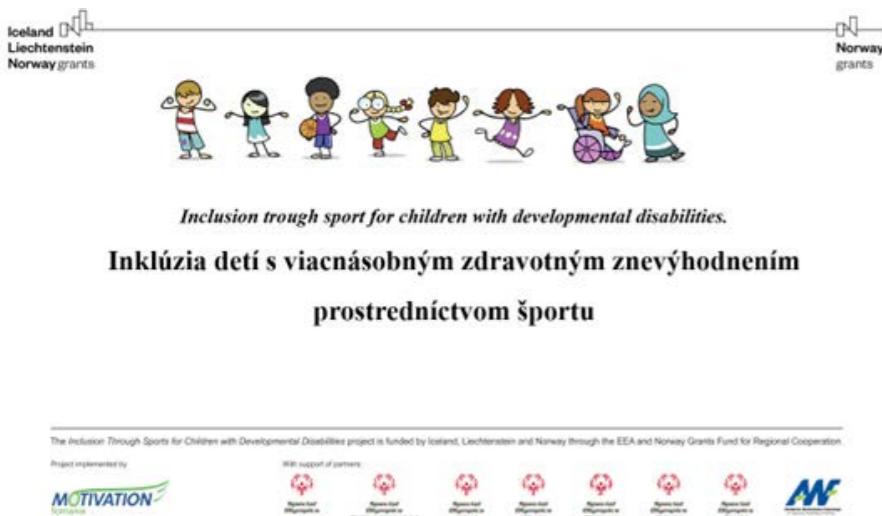 Iceland
Liechtenstein
Norway grants
Norway
grants
Inclusion trough sport for children with developmental disabilities.
Inklúzia detí s viacnásobným zdravotným znevýhodnením
prostredníctvom športu
The Inclusion Through Sports for Children with Developmental Disabilities project is funded by Iceland, Liechtenstein and Norway through the EEA and Norway Grants Fund for Regional Cooperation.
Project implemented by
With support of partners
MOTIVATION
Romania